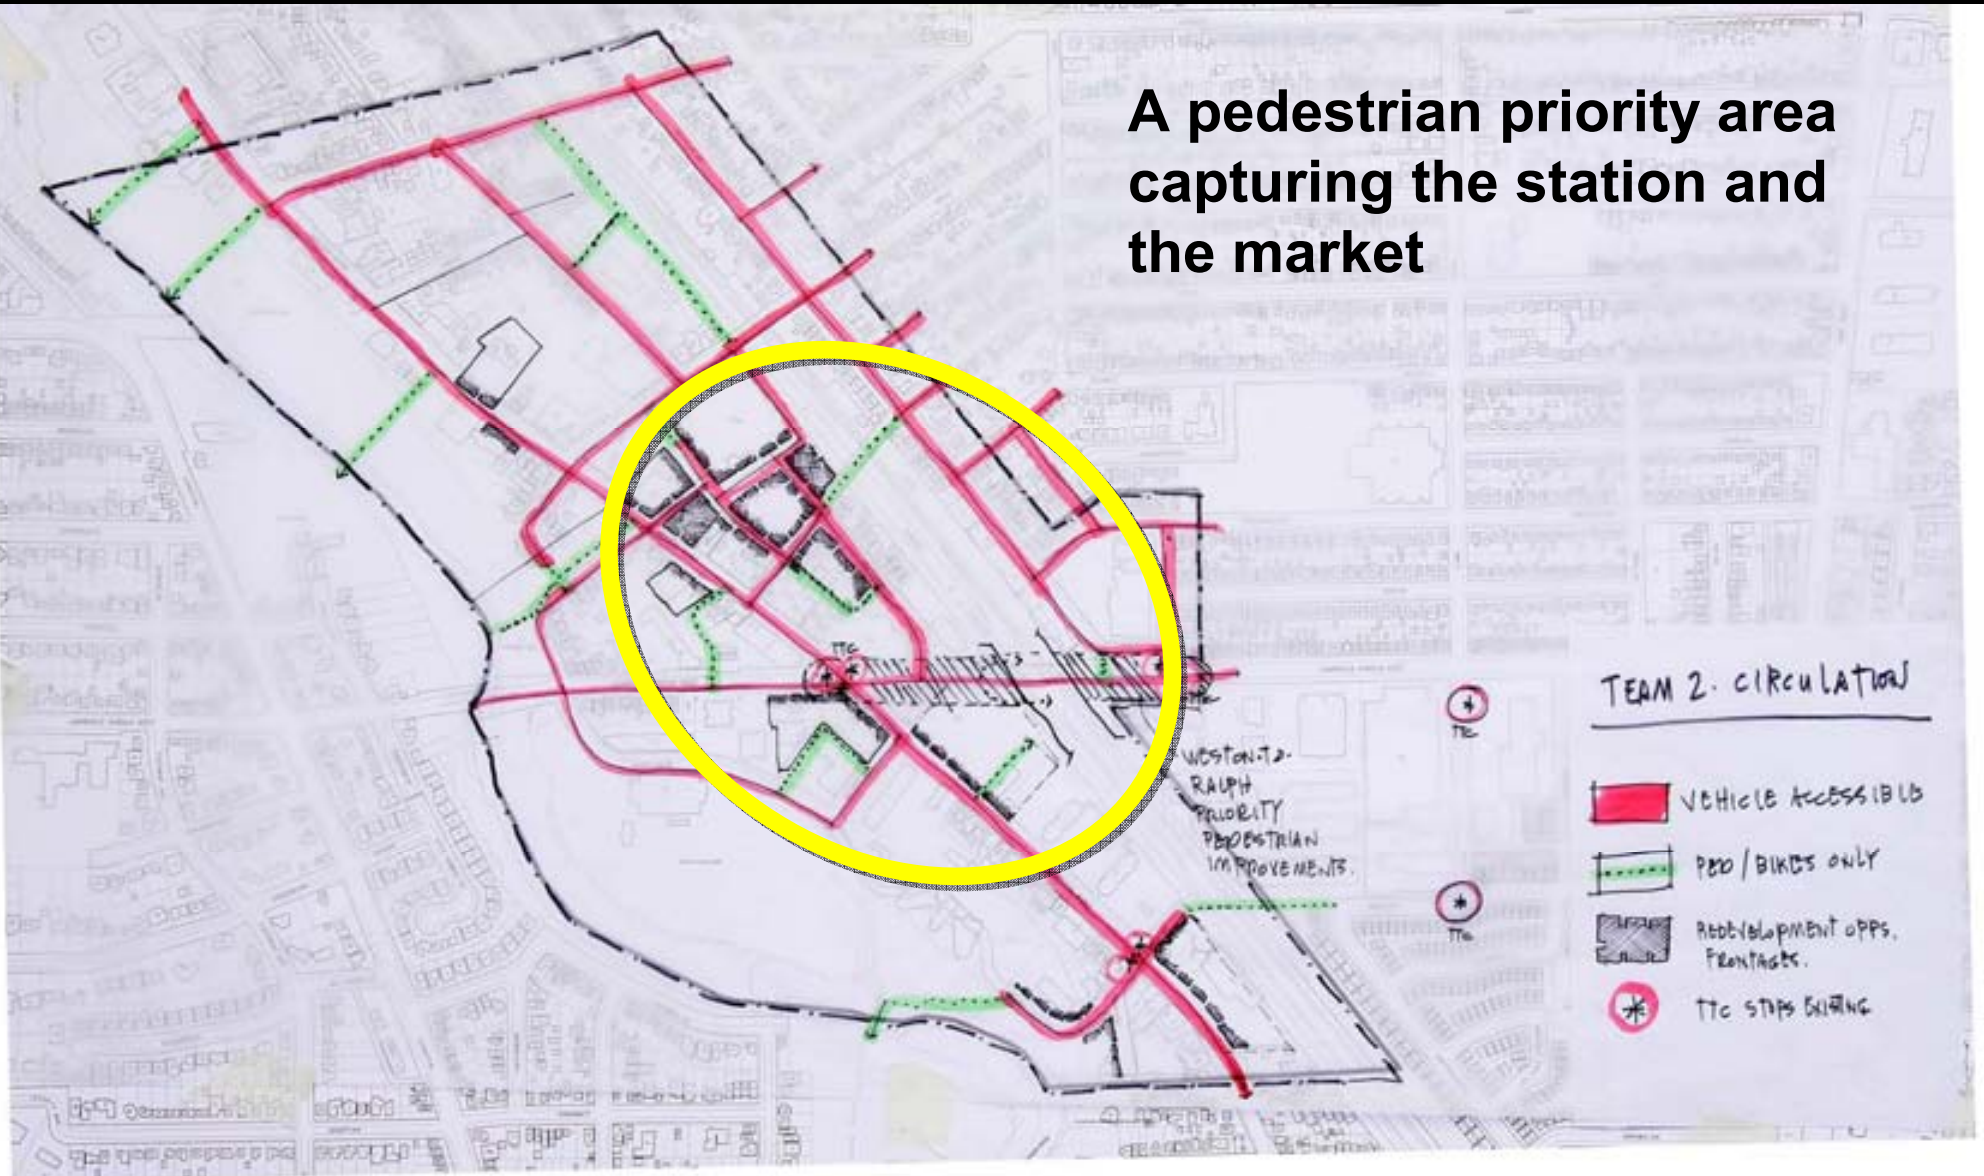 A pedestrian priority area
capturing the station and
the market
TTC
WESTON-TO-
RALPH
PRIORITY
PEDESTRIAN
IMPROVEMENTS.
TTC
TTC
TEAM 2. CIRCULATION
VEHICLE ACCESSIBLE
PED / BIKES ONLY
REDEVELOPMENT OPPS.
FRONTAGES.
TTC STOPS EXISTING